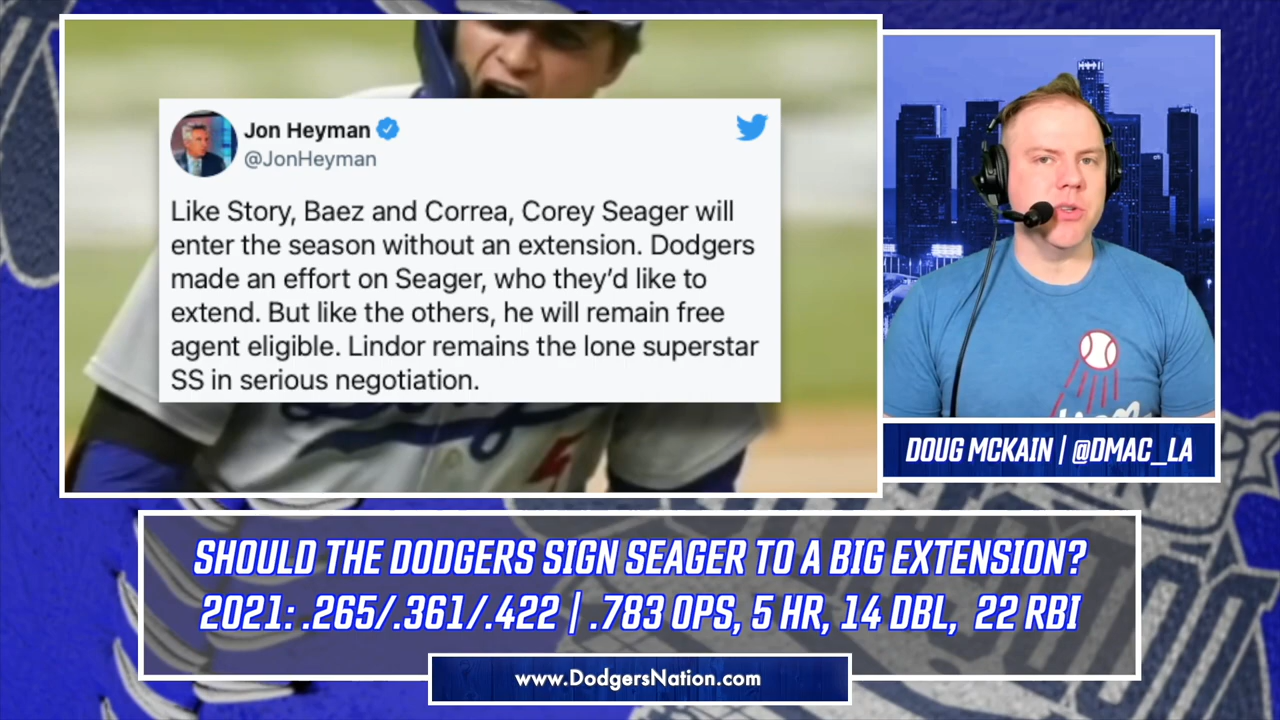 Jon Heyman
@JonHeyman
Like Story, Baez and Correa, Corey Seager will
enter the season without an extension. Dodgers
made an effort on Seager, who they'd like to
extend. But like the others, he will remain free
agent eligible. Lindor remains the lone superstar
SS in serious negotiation.
DOUG MCKAIN | @DMAC_LA
SHOULD THE DODGERS SIGN SEAGER TO A BIG EXTENSION?
2021: .265/.361/.422 | .783 OPS, 5 HR, 14 DBL, 22 RBI
www.DodgersNation.com